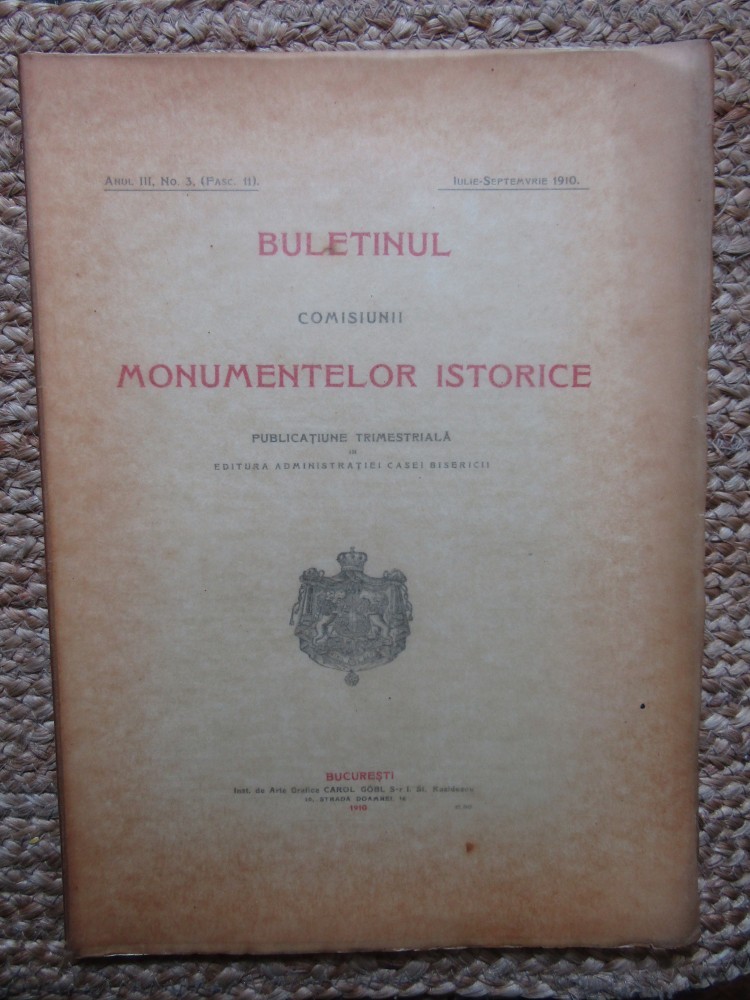 Anul III, No. 3, (Fasc. 11).
Iulie-Septemvrie 1910.
BULETINUL
COMISIUNII
MONUMENTELOR ISTORICE
PUBLICAȚIUNE TRIMESTRIALĂ
IN
EDITURA ADMINISTRAȚIEI CASEI BISERICII
BUCUREȘTI
Inst. de Arte Grafice CAROL GÖBL S-r I. St. Rasidescu
16, STRADA DOAMNEI, 16
1910